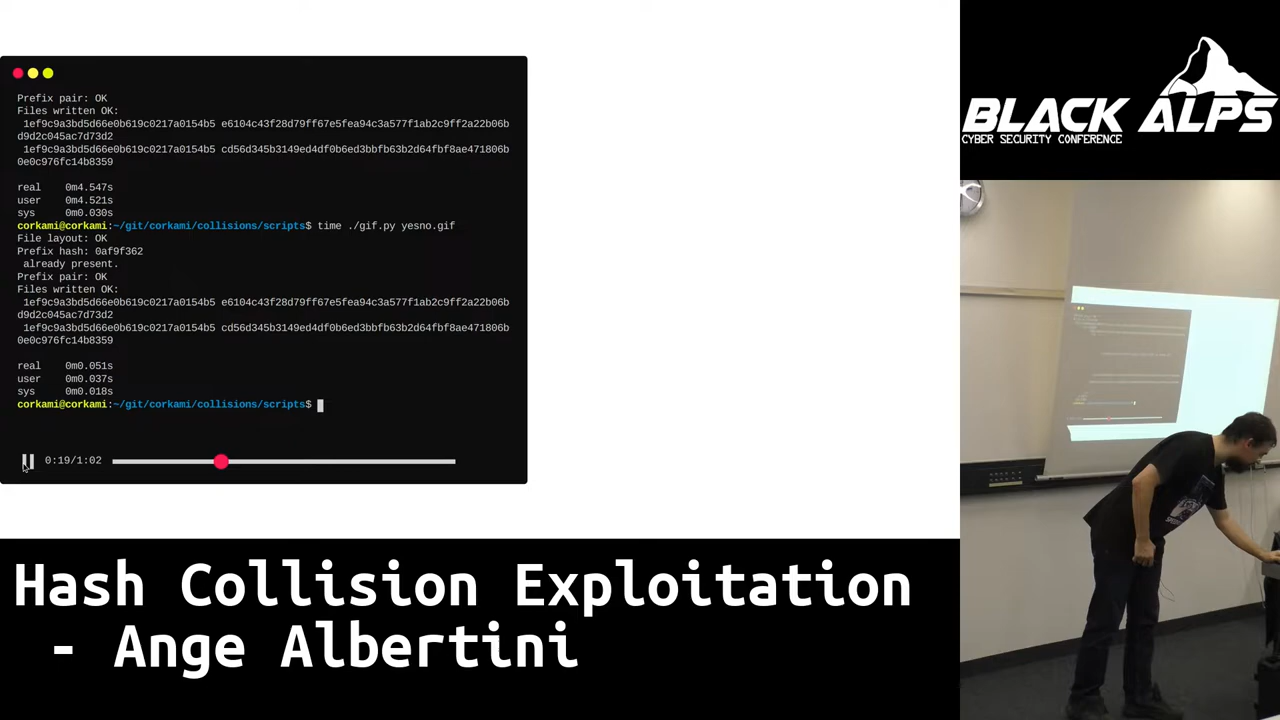 Prefix pair: OK
Files written OK:
1ef9c9a3bd5d66e0b619c0217a0154b5 e6104c43f28d79ff67e5fea94c3a577f1ab2c9ff2a22b06b
d9d2c045ac7d73d2
1ef9c9a3bd5d66e0b619c0217a0154b5 cd56d345b3149ed4df0b6ed3bbfb63b2d64fbf8ae471806b
0e0c976fc14b8359
real 0m4.547s
user 0m4.521s
sys 0m0.030s
corkami@corkami:~/git/corkami/collisions/scripts$ time ./gif.py yesno.gif
File layout: OK
Prefix hash: 0af9f362
already present.
Prefix pair: OK
Files written OK:
1ef9c9a3bd5d66e0b619c0217a0154b5 e6104c43f28d79ff67e5fea94c3a577f1ab2c9ff2a22b06b
d9d2c045ac7d73d2
1ef9c9a3bd5d66e0b619c0217a0154b5 cd56d345b3149ed4df0b6ed3bbfb63b2d64fbf8ae471806b
0e0c976fc14b8359
real 0m0.051s
user 0m0.037s
sys 0m0.018s
corkami@corkami:~/git/corkami/collisions/scripts$
0:19/1:02
BLACK ALPS
CYBER SECURITY CONFERENCE
Hash Collision Exploitation
- Ange Albertini